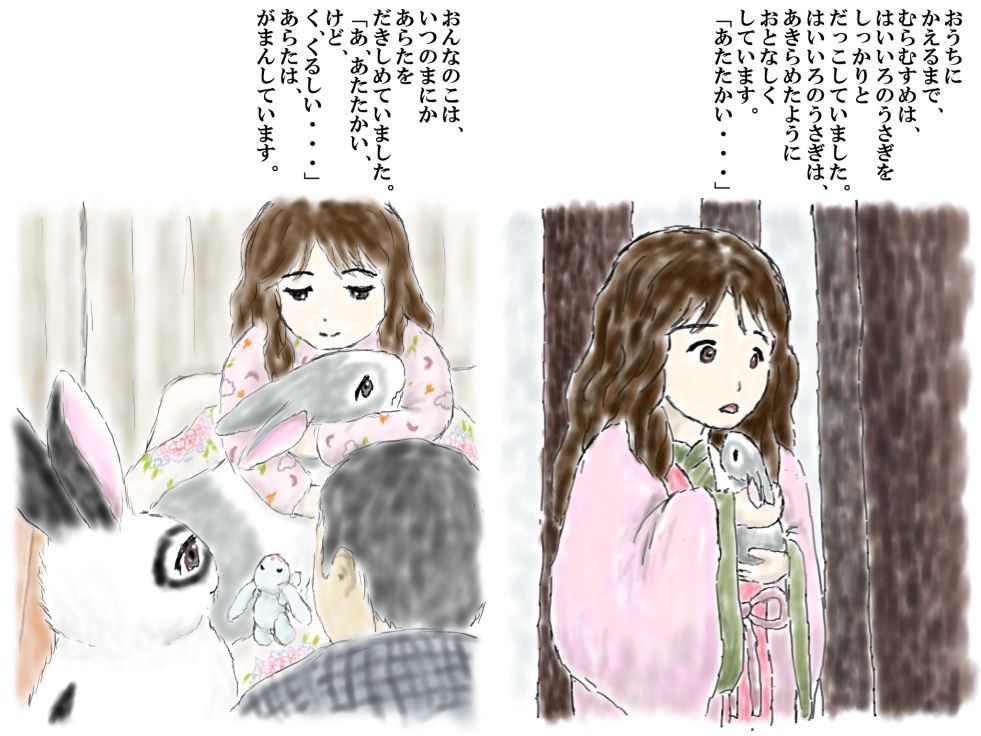 おうちに
かえるまで、
むらむすめは、
はいいろのうさぎを
しっかりと
だっこしていました。
はいいろのうさぎは、
あきらめたように
おとなしく
しています。
「あたたかい・・・」
おんなのこは、
いつのまにか
あらたを
だきしめていました。
「あ、あたたかい、
けど、
く、くるしい・・・」
あらたは、
がまんしています。